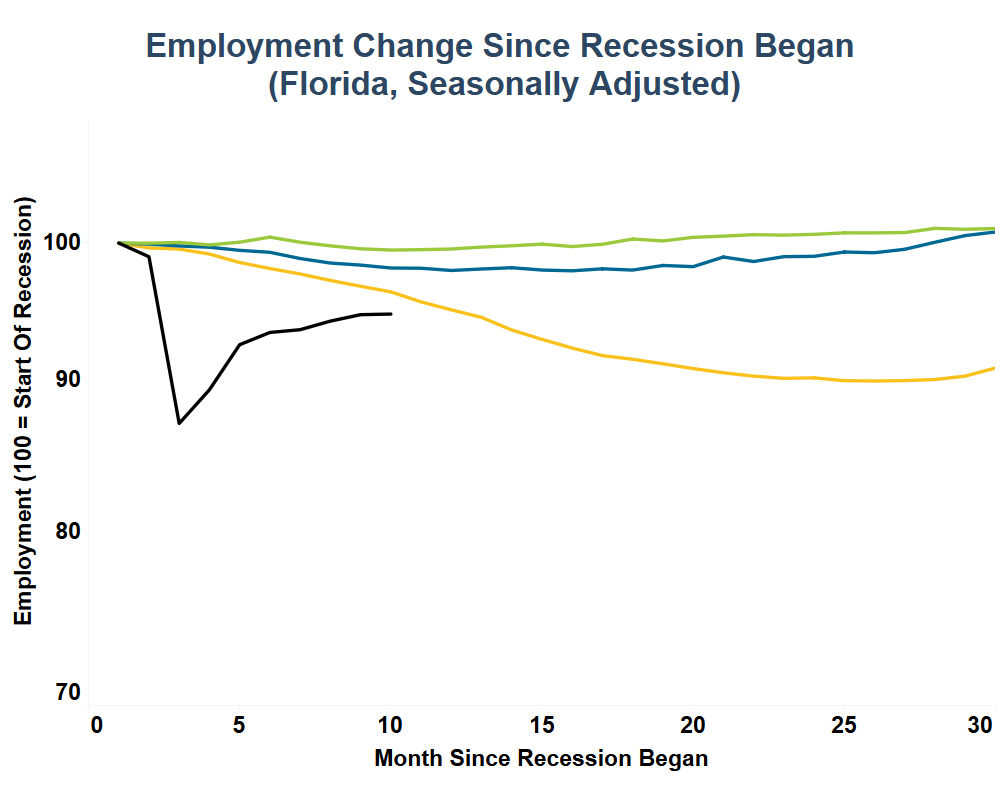 Employment Change Since Recession Began
(Florida, Seasonally Adjusted)
Employment (100 = Start Of Recession)
100
90
80
70
0 5 10 15 20 25 30
Month Since Recession Began